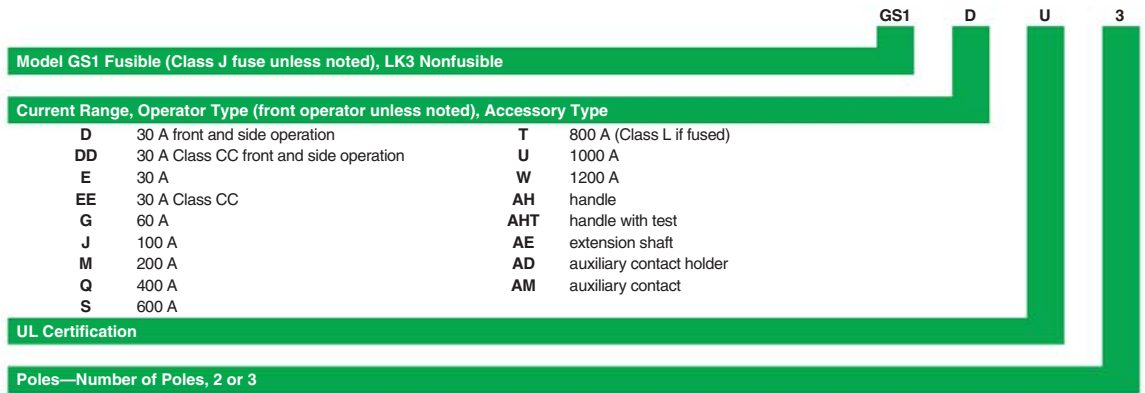 GS1 D U 3
Model GS1 Fusible (Class J fuse unless noted), LK3 Nonfusible
Current Range, Operator Type (front operator unless noted), Accessory Type
D 30 A front and side operation
DD 30 A Class CC front and side operation
E 30 A
EE 30 A Class CC
G 60 A
J 100 A
M 200 A
Q 400 A
S 600 A
T 800 A (Class L if fused)
U 1000 A
W 1200 A
AH handle
AHT handle with test
AE extension shaft
AD auxiliary contact holder
AM auxiliary contact
UL Certification
Poles—Number of Poles, 2 or 3